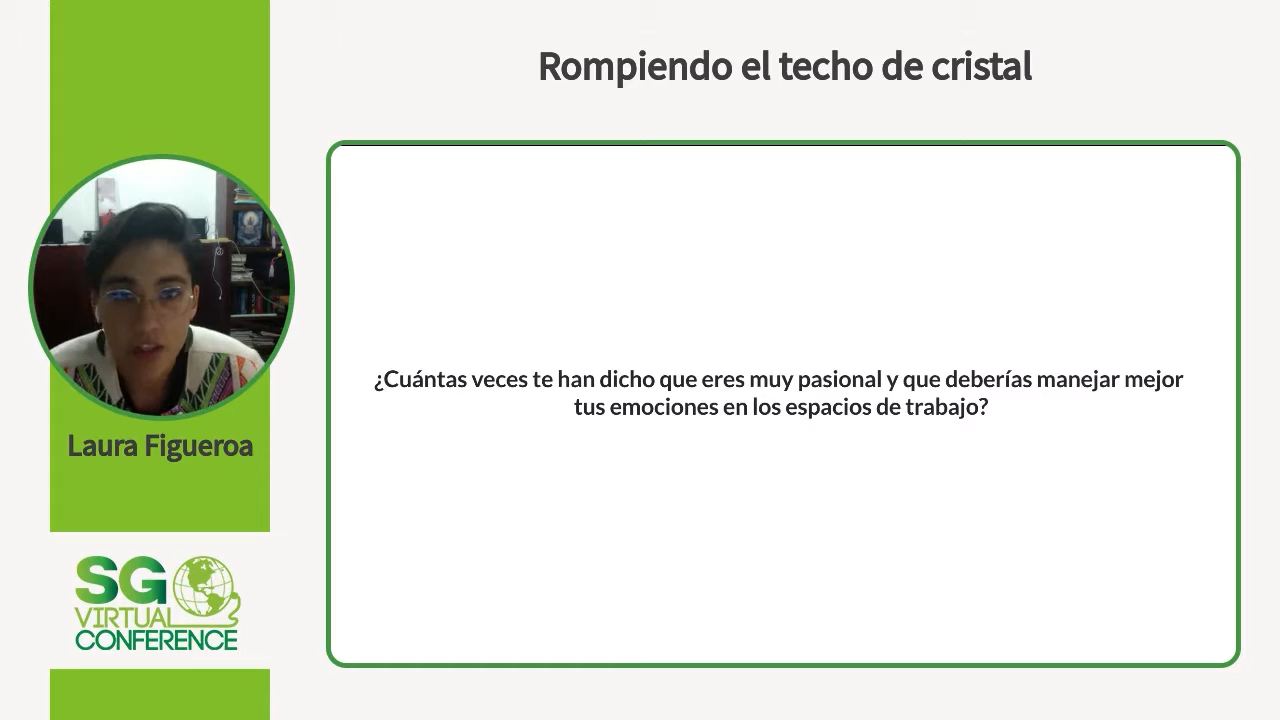 Rompiendo el techo de cristal
¿Cuántas veces te han dicho que eres muy pasional y que deberías manejar mejor
tus emociones en los espacios de trabajo?
Laura Figueroa
SG
VIRTUAL
CONFERENCE